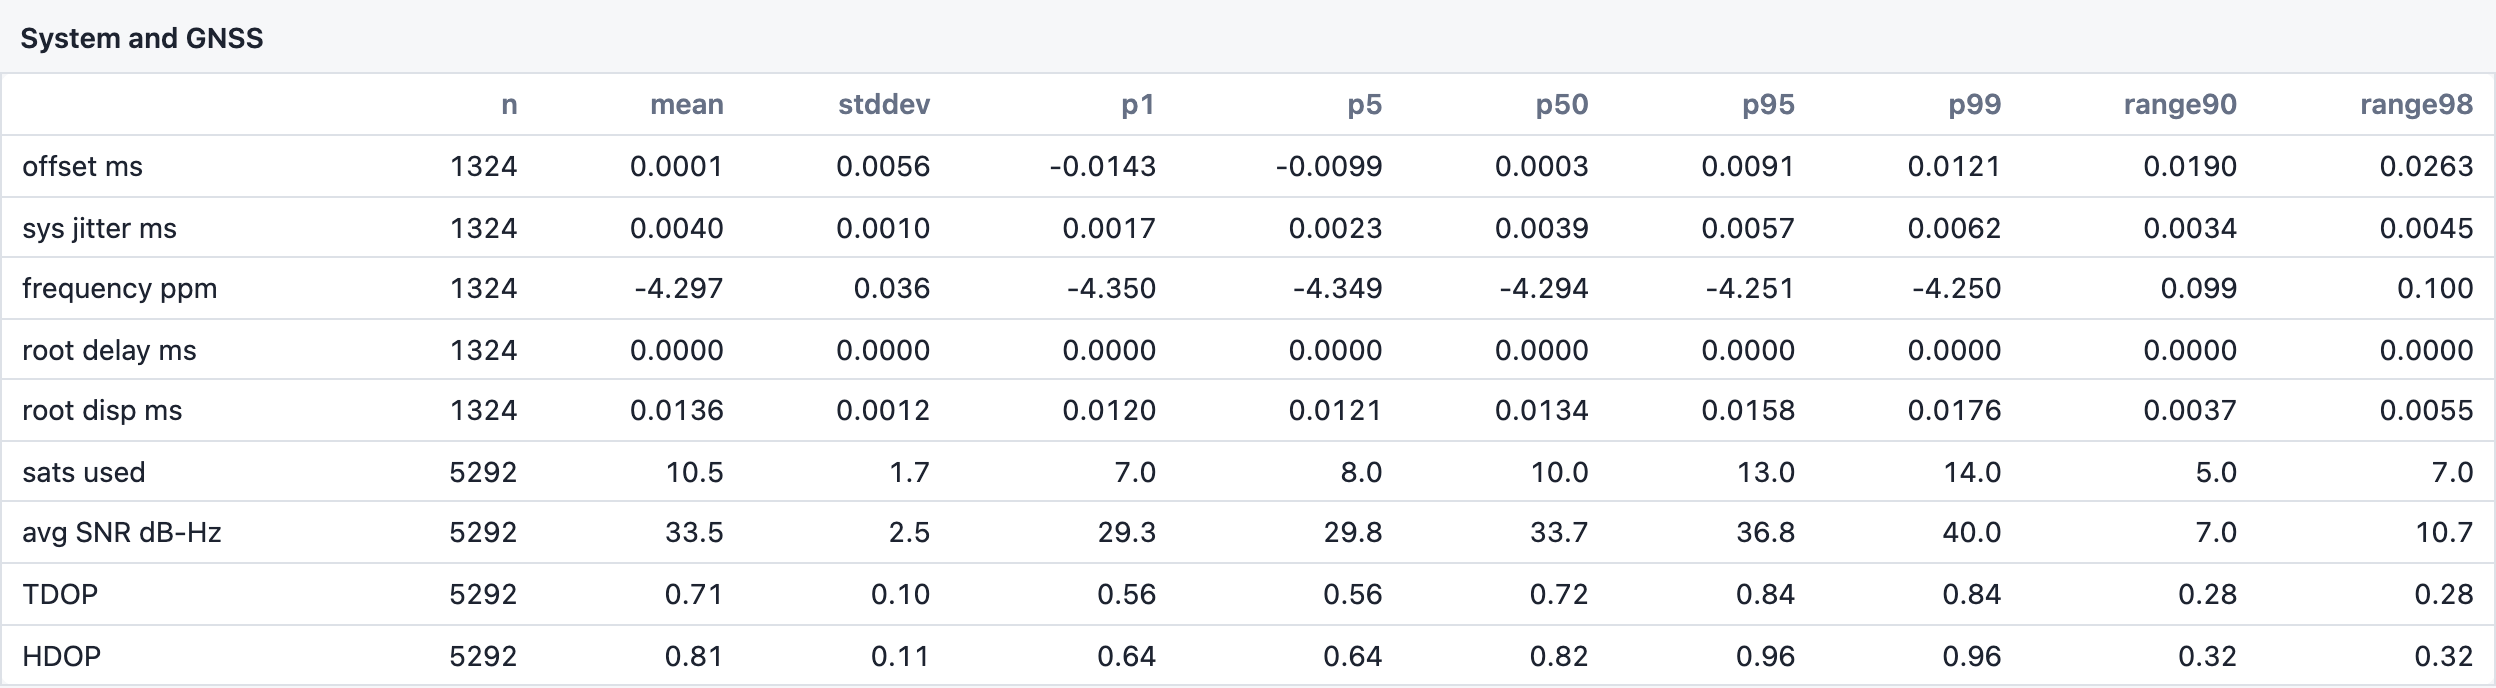 System and GNSS
n mean stddev p1 p5 p50 p95 p99 range90 range98
offset ms 1324 0.0001 0.0056 -0.0143 -0.0099 0.0003 0.0091 0.0121 0.0190 0.0263
sys jitter ms 1324 0.0040 0.0010 0.0017 0.0023 0.0039 0.0057 0.0062 0.0034 0.0045
frequency ppm 1324 -4.297 0.036 -4.350 -4.349 -4.294 -4.251 -4.250 0.099 0.100
root delay ms 1324 0.0000 0.0000 0.0000 0.0000 0.0000 0.0000 0.0000 0.0000 0.0000
root disp ms 1324 0.0136 0.0012 0.0120 0.0121 0.0134 0.0158 0.0176 0.0037 0.0055
sats used 5292 10.5 1.7 7.0 8.0 10.0 13.0 14.0 5.0 7.0
avg SNR dB-Hz 5292 33.5 2.5 29.3 29.8 33.7 36.8 40.0 7.0 10.7
TDOP 5292 0.71 0.10 0.56 0.56 0.72 0.84 0.84 0.28 0.28
HDOP 5292 0.81 0.11 0.64 0.64 0.82 0.96 0.96 0.32 0.32